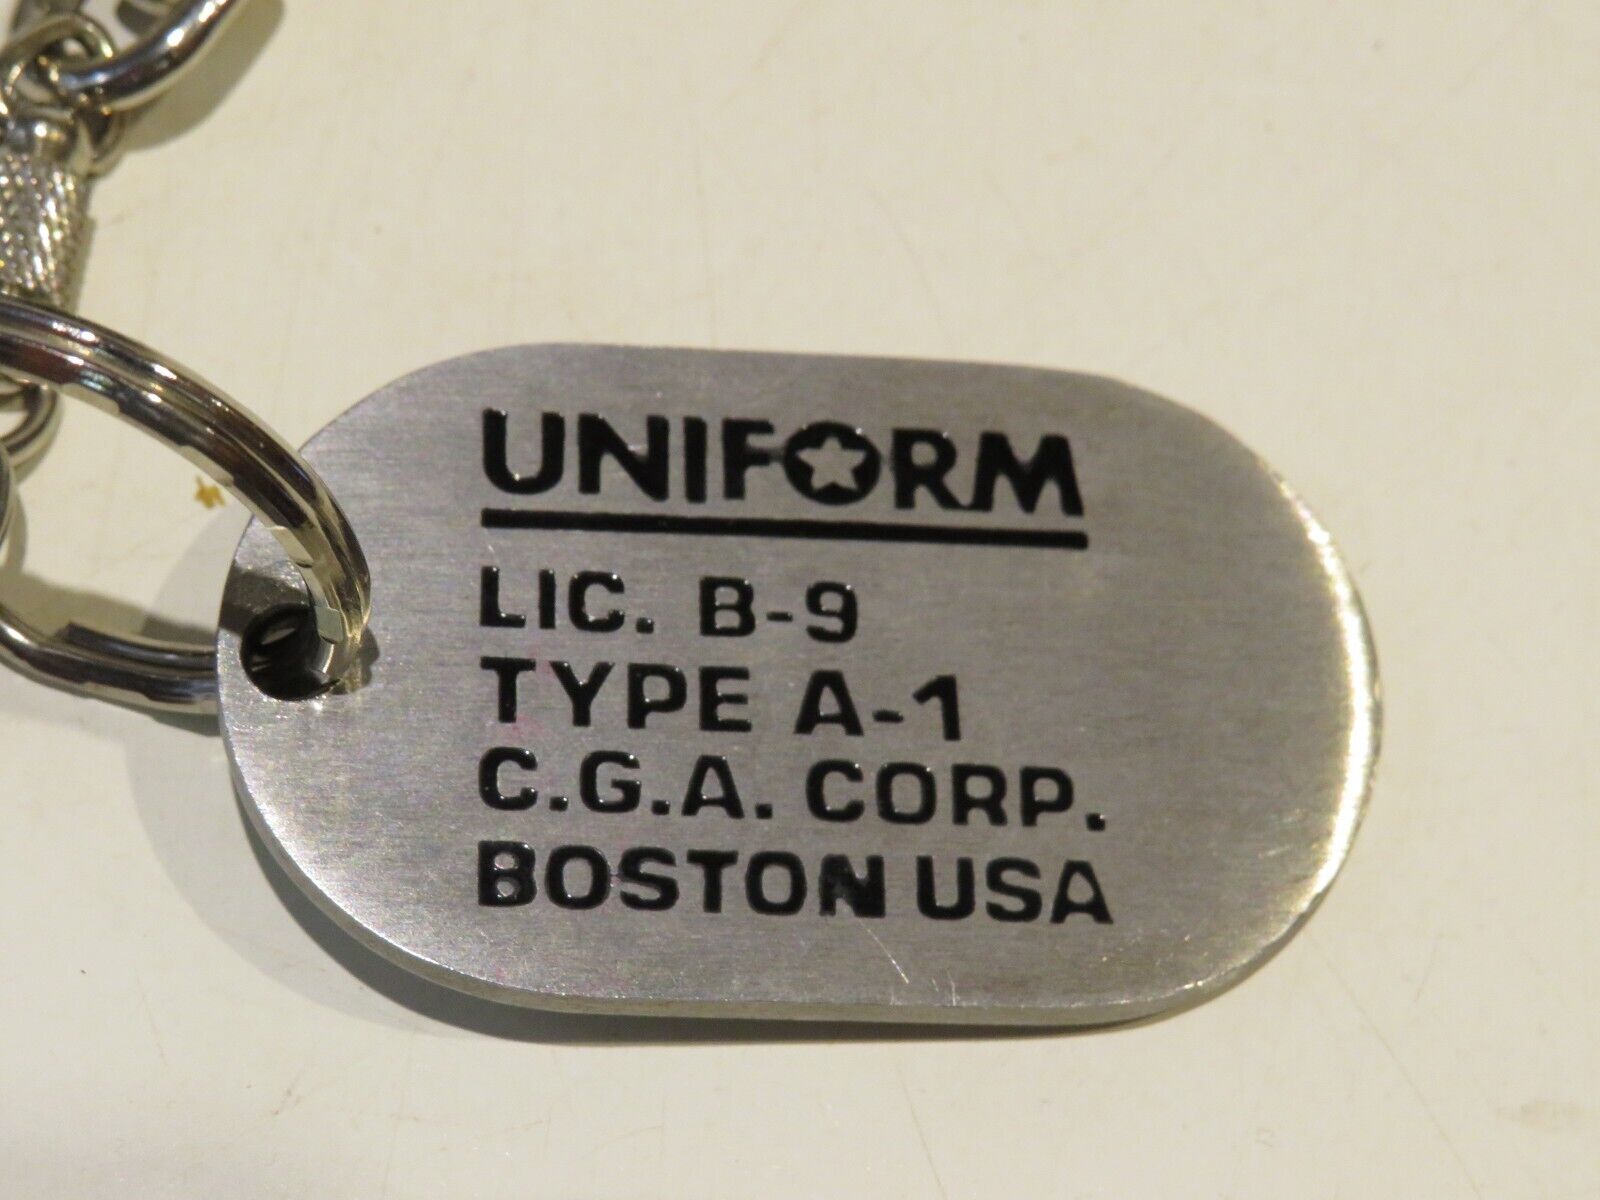 UNIFORM
LIC. B-9
TYPE A-1
C.G.A. CORP.
BOSTON USA